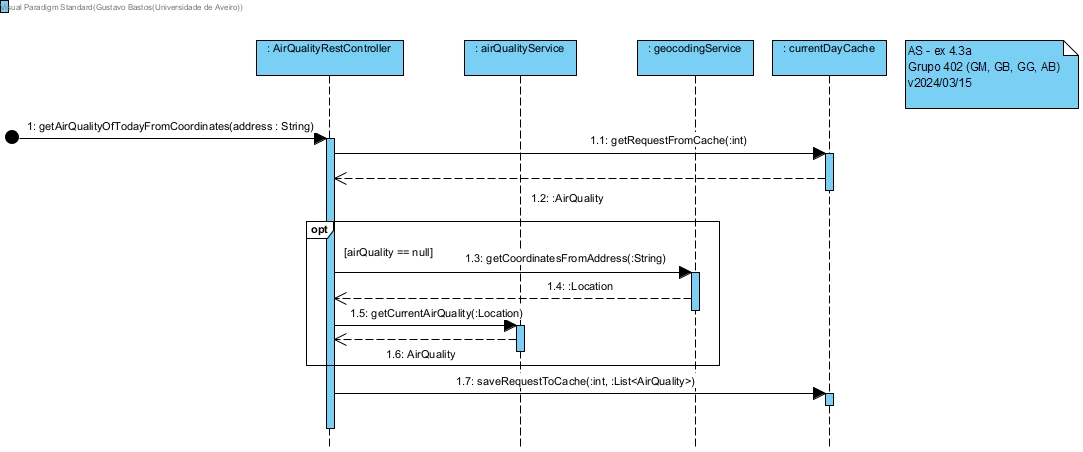 Visual Paradigm Standard(Gustavo Bastos(Universidade de Aveiro))
: AirQualityRestController
: airQualityService
: geocodingService
: currentDayCache
AS - ex 4.3a
Grupo 402 (GM, GB, GG, AB)
v2024/03/15
1: getAirQualityOfTodayFromCoordinates(address : String)
1.1: getRequestFromCache(:int)
1.2: :AirQuality
opt
[airQuality == null]
1.3: getCoordinatesFromAddress(:String)
1.4: :Location
1.5: getCurrentAirQuality(:Location)
1.6: AirQuality
1.7: saveRequestToCache(:int, :List<AirQuality>)